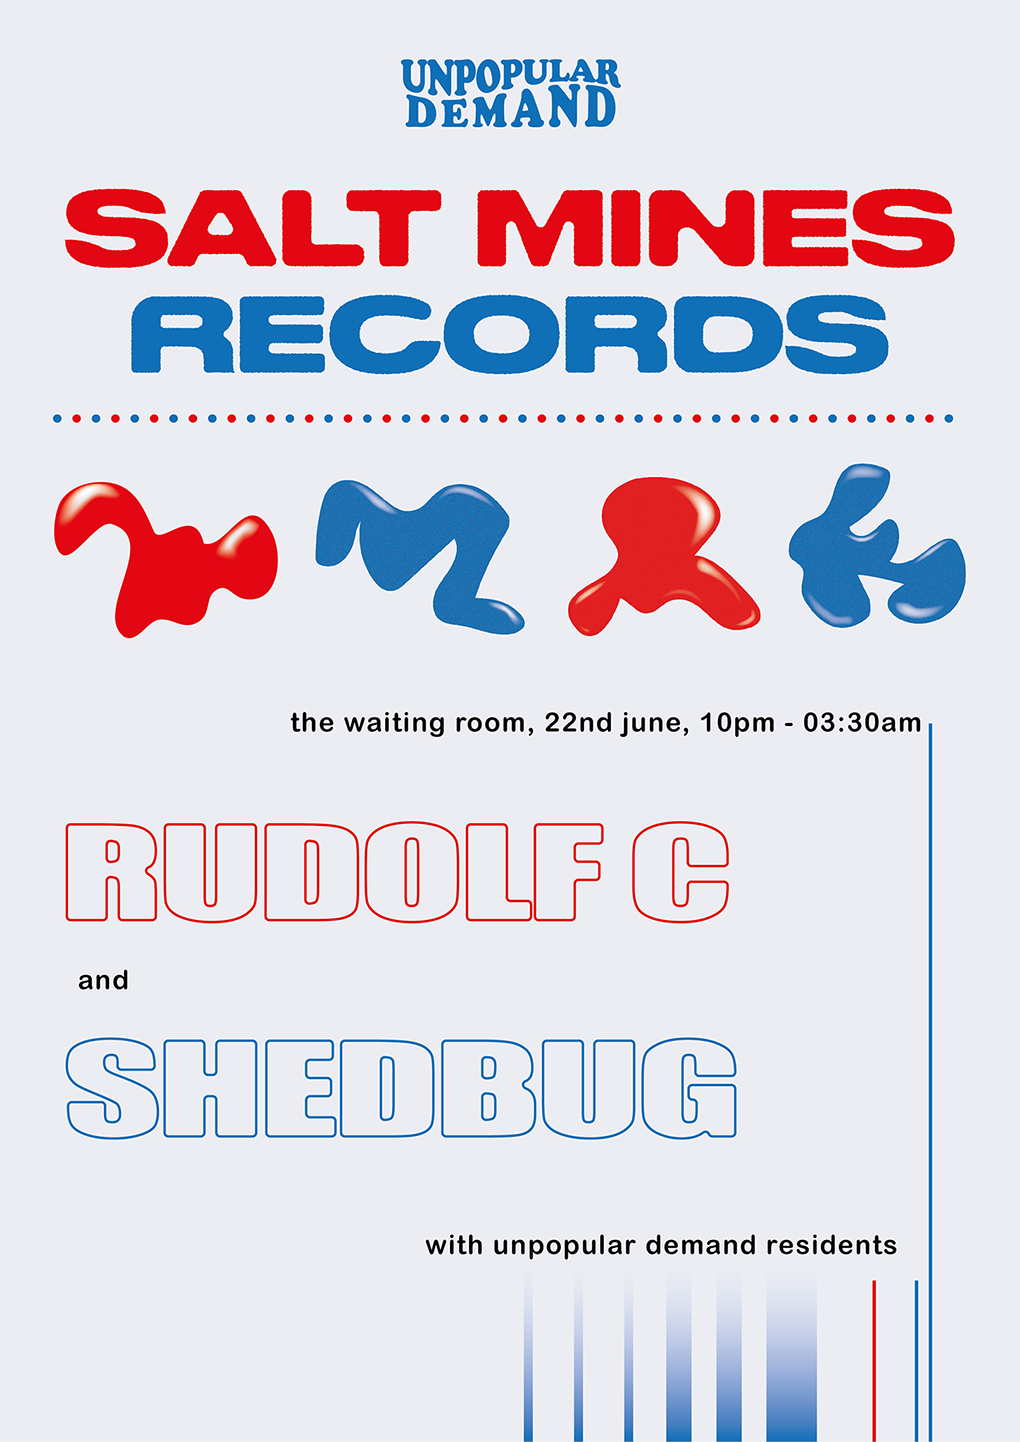 UNPOPULAR
DEMAND
SALT MINES
RECORDS
the waiting room, 22nd june, 10pm - 03:30am
RUDOLF C
and
SHEDBUG
with unpopular demand residents